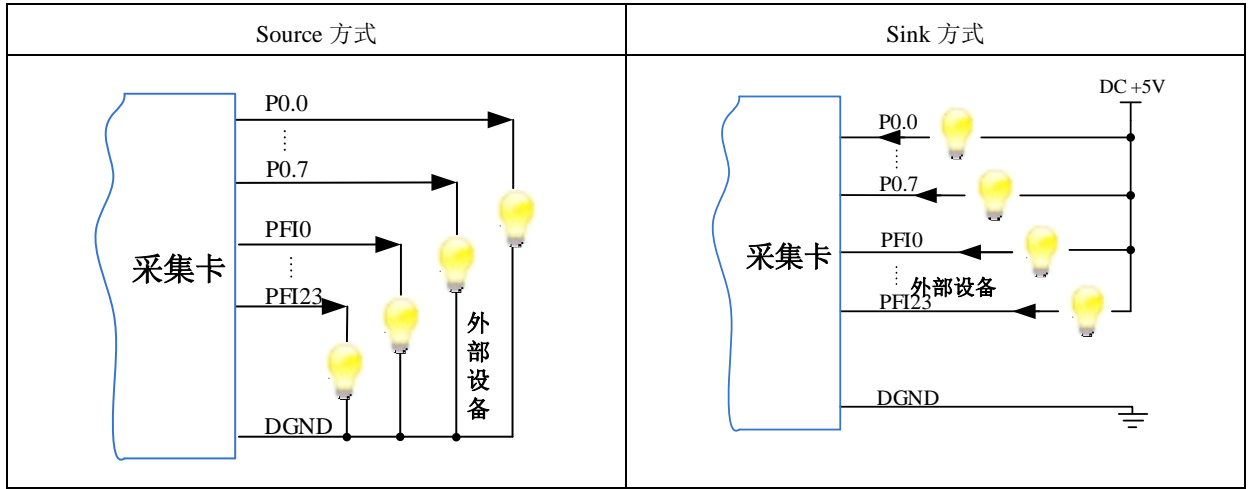 Source 方式
Sink 方式
P0.0
⋮
P0.7
PFI0
⋮
PFI23
DGND
采集卡
外部设备
DC +5V
P0.0
⋮
P0.7
PFI0
⋮
PFI23
DGND
采集卡
外部设备